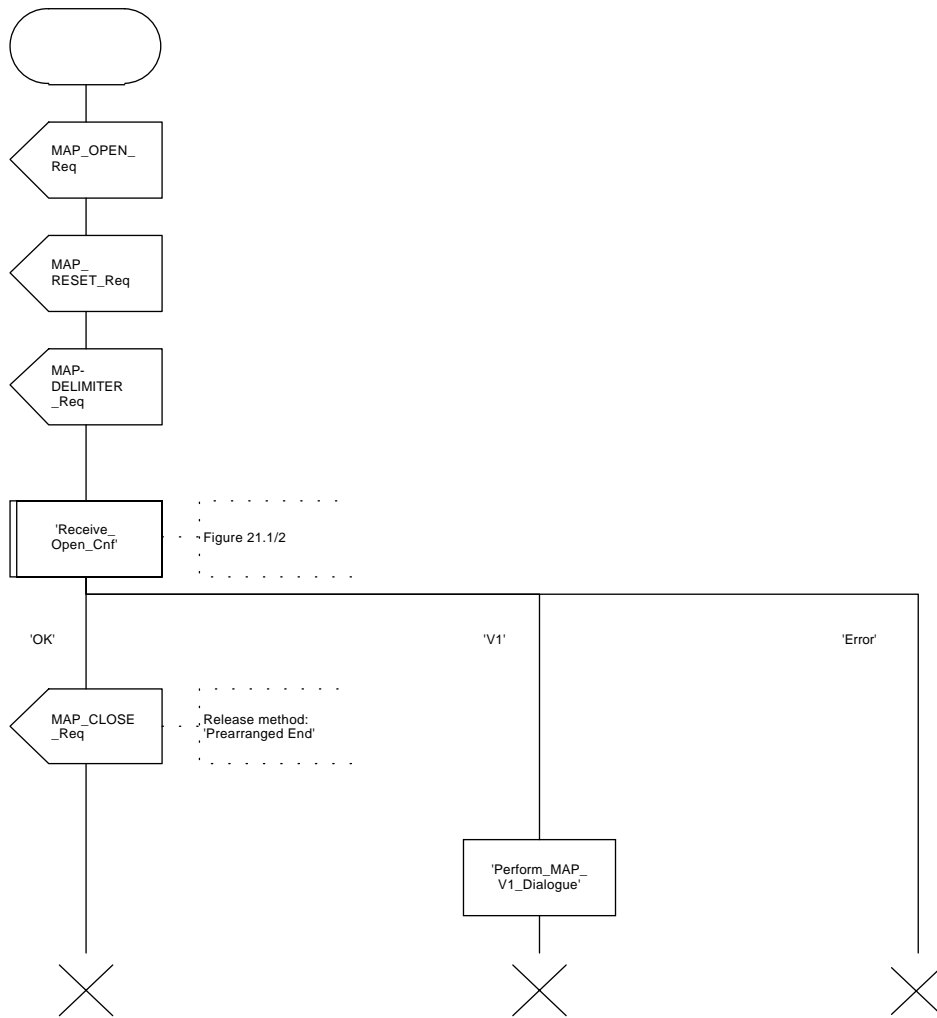 MAP_OPEN_
Req
MAP_
RESET_Req
MAP-
DELIMITER
_Req
'Receive_
Open_Cnf'
Figure 21.1/2
'OK'
'V1'
'Error'
MAP_CLOSE
_Req
Release method:
'Prearranged End'
'Perform_MAP_
V1_Dialogue'